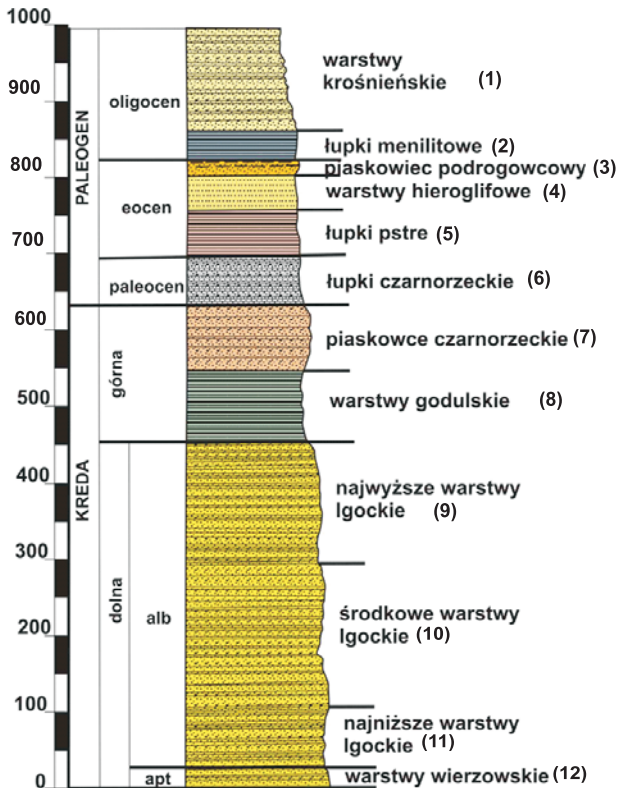 1000
900
800
700
600
500
400
300
200
100
0
PALEOGEN
KREDA
oligocen
eocen
paleocen
górna
dolna
alb
apt
warstwy
krośnieńskie (1)
łupki menilitowe (2)
piaskowiec podrogowcowy (3)
warstwy hieroglifowe (4)
łupki pstre (5)
łupki czarnorzeckie (6)
piaskowce czarnorzeckie (7)
warstwy godulskie (8)
najwyższe warstwy
lgockie (9)
środkowe warstwy
lgockie (10)
najniższe warstwy
lgockie (11)
warstwy wierzowskie (12)